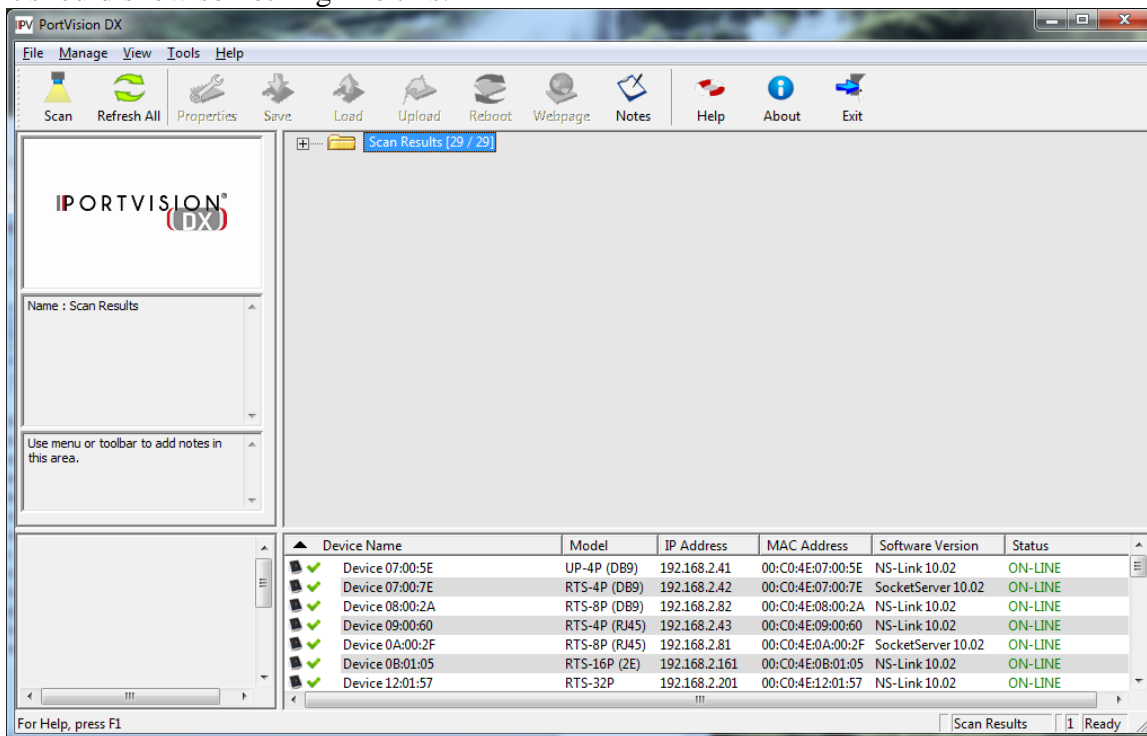 PortVision DX
File Manage View Tools Help
Scan Refresh All Properties Save Load Upload Reboot Webpage Notes Help About Exit
Scan Results [29 / 29]
PORTVISION®
(DX)
Name : Scan Results
Use menu or toolbar to add notes in
this area.
Device Name Model IP Address MAC Address Software Version Status
Device 07:00:5E UP-4P (DB9) 192.168.2.41 00:C0:4E:07:00:5E NS-Link 10.02 ON-LINE
Device 07:00:7E RTS-4P (DB9) 192.168.2.42 00:C0:4E:07:00:7E SocketServer 10.02 ON-LINE
Device 08:00:2A RTS-8P (DB9) 192.168.2.82 00:C0:4E:08:00:2A NS-Link 10.02 ON-LINE
Device 09:00:60 RTS-4P (RJ45) 192.168.2.43 00:C0:4E:09:00:60 NS-Link 10.02 ON-LINE
Device 0A:00:2F RTS-8P (RJ45) 192.168.2.81 00:C0:4E:0A:00:2F SocketServer 10.02 ON-LINE
Device 0B:01:05 RTS-16P (2E) 192.168.2.161 00:C0:4E:0B:01:05 NS-Link 10.02 ON-LINE
Device 12:01:57 RTS-32P 192.168.2.201 00:C0:4E:12:01:57 NS-Link 10.02 ON-LINE
For Help, press F1 Scan Results 1 Ready